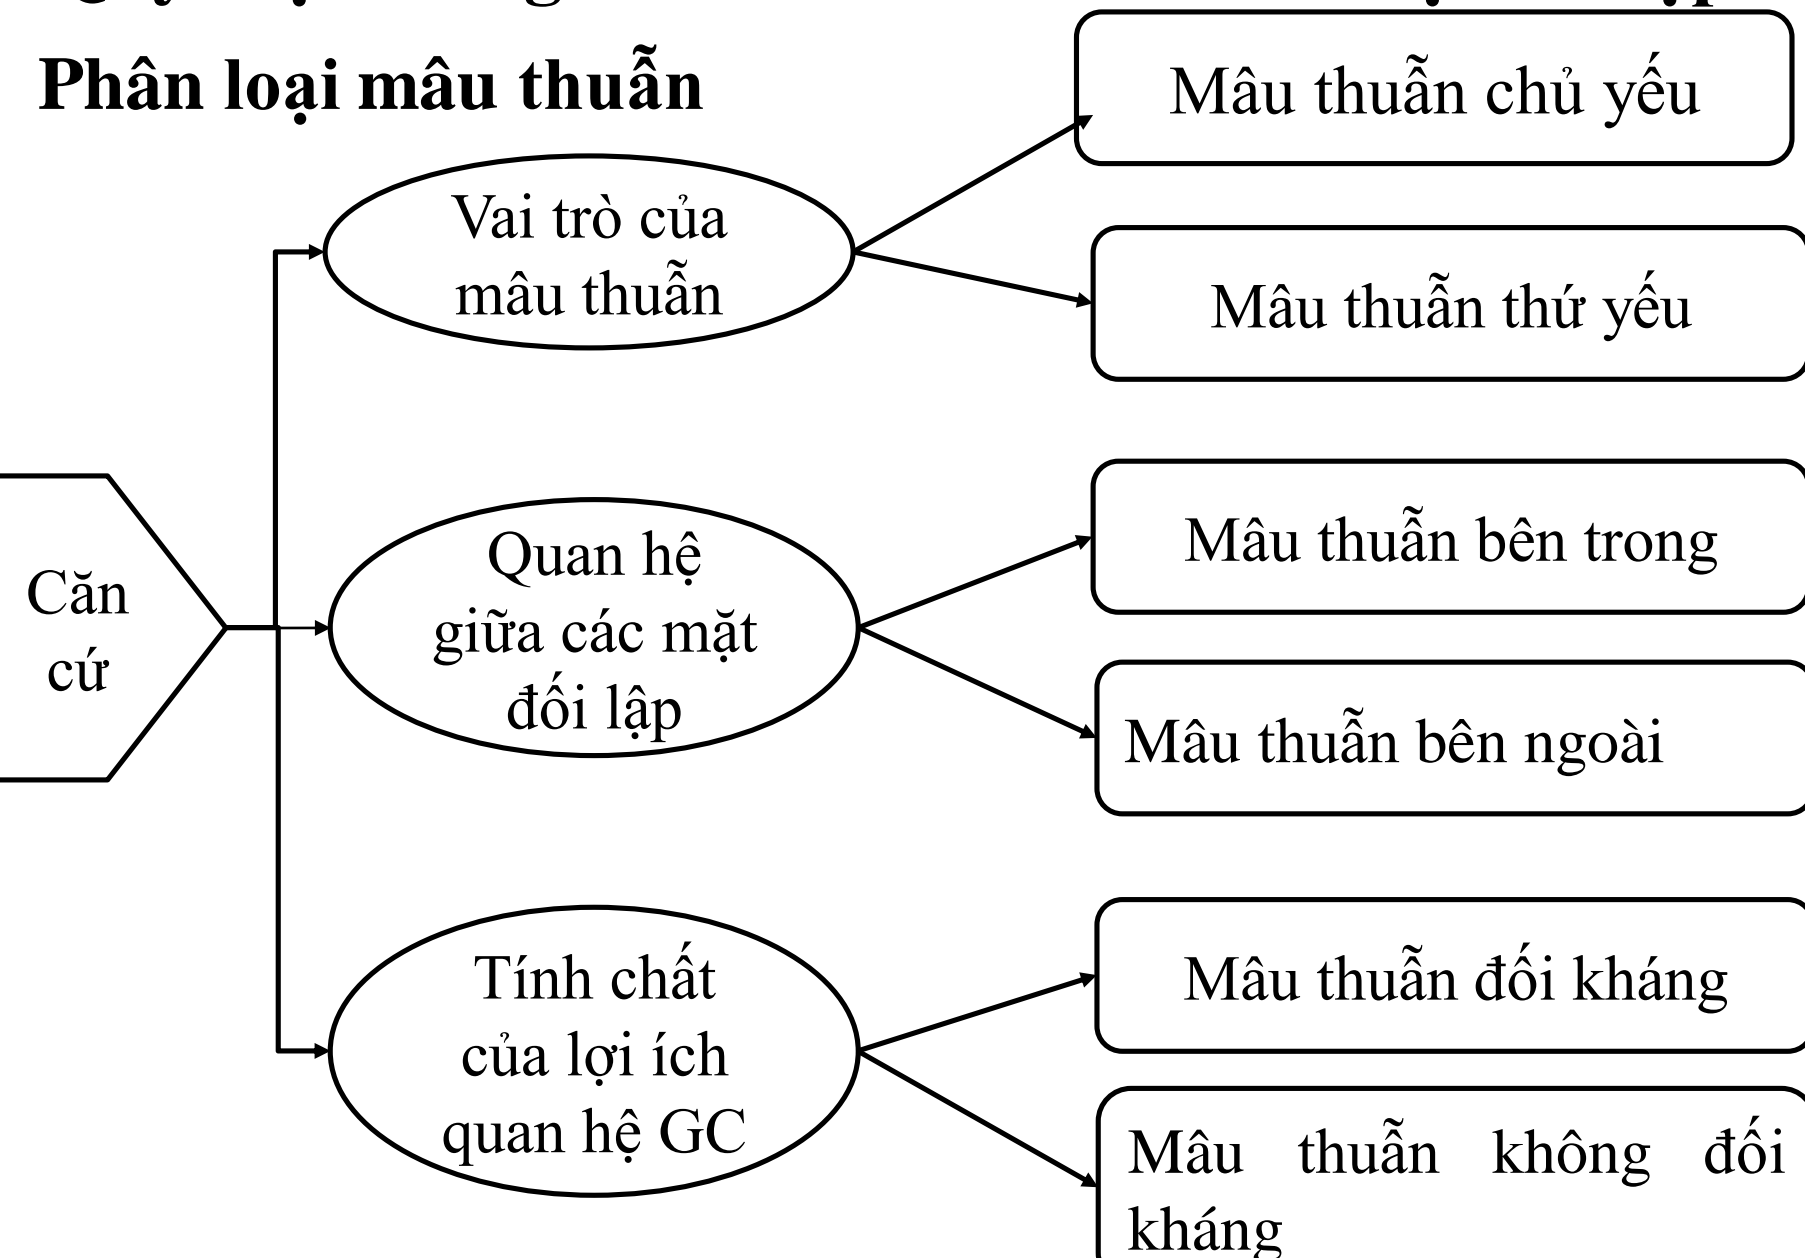 Phân loại mâu thuẫn
Mâu thuẫn chủ yếu
Vai trò của
mâu thuẫn
Mâu thuẫn thứ yếu
Căn
cứ
Quan hệ
giữa các mặt
đối lập
Mâu thuẫn bên trong
Mâu thuẫn bên ngoài
Tính chất
của lợi ích
quan hệ GC
Mâu thuẫn đối kháng
Mâu thuẫn không đối
kháng